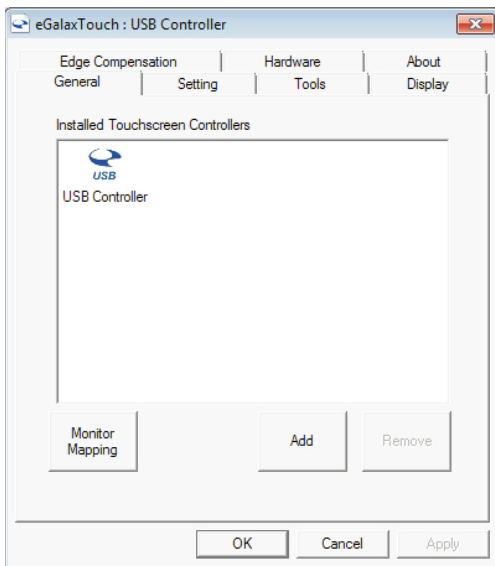 eGalaxTouch : USB Controller
Edge Compensation Hardware About
General Setting Tools Display
Installed Touchscreen Controllers
USB
USB Controller
Monitor
Mapping
Add
Remove
OK Cancel Apply